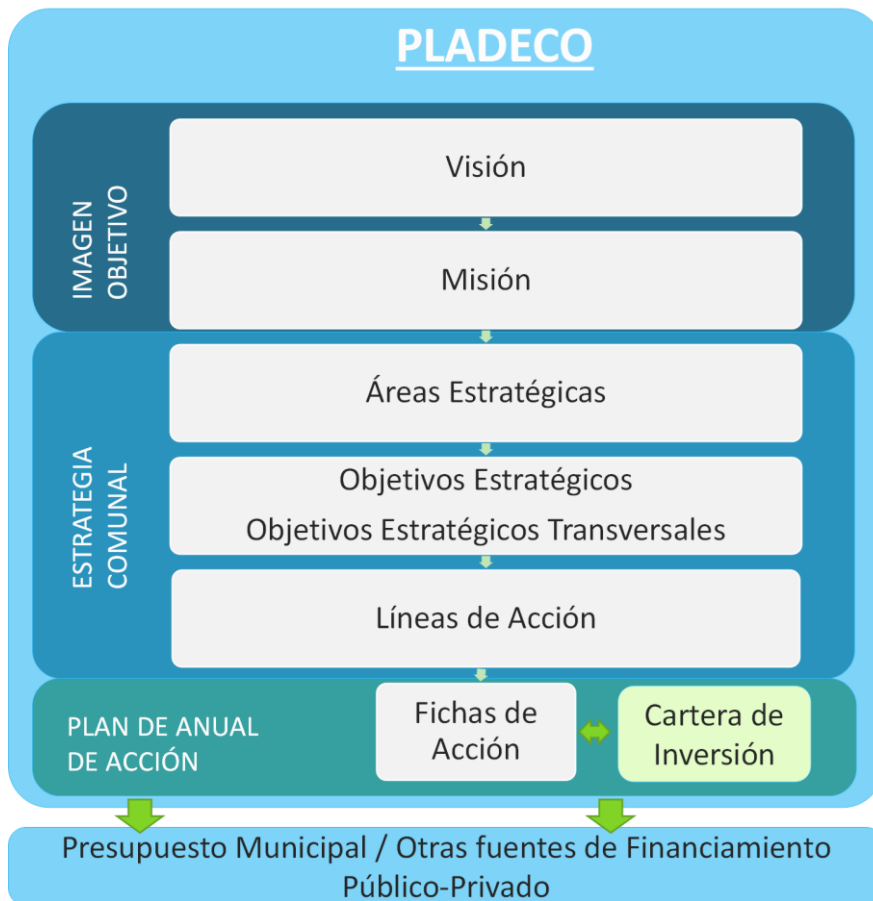 PLADECO
IMAGEN
OBJETIVO
Visión
Misión
ESTRATEGIA
COMUNAL
Áreas Estratégicas
Objetivos Estratégicos
Objetivos Estratégicos Transversales
Líneas de Acción
PLAN DE ANUAL
DE ACCIÓN
Fichas de
Acción
Cartera de
Inversión
Presupuesto Municipal / Otras fuentes de Financiamiento
Público-Privado